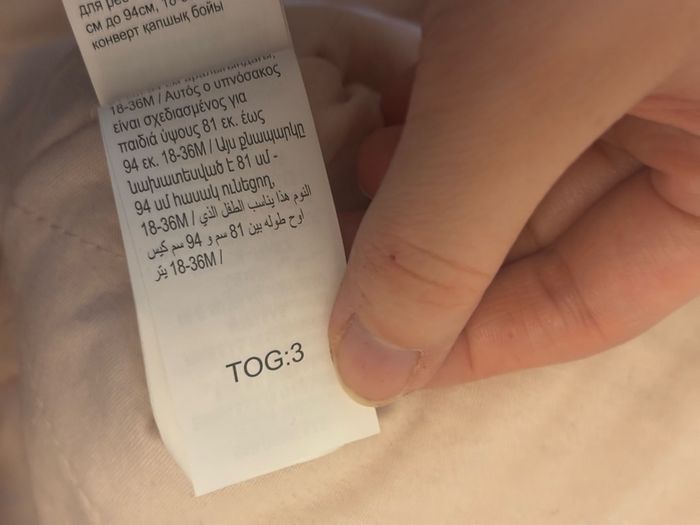 для
см до 94см, 18-
конверт қапшық бойы
18-36M / Αυτός ο υπνόσακος
είναι σχεδιασμένος για
παιδιά ύψους 81 εκ. έως
94 εκ. 18-36M / Այս քնապարկը
նախատեսված է 81 սմ -
94 սմ հասակ ունեցող,
18-36M / النوم هذا يناسب الطفل الذي
اوح طوله بين 81 سم و 94 سم كيس
يتر 18-36M /
TOG:3